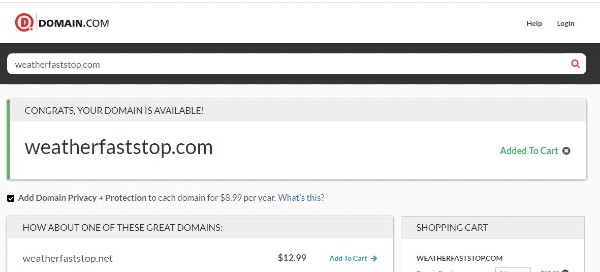 DOMAIN.COM
Help Login
weatherfaststop.com
CONGRATS, YOUR DOMAIN IS AVAILABLE!
weatherfaststop.com
Added To Cart
Add Domain Privacy + Protection to each domain for $8.99 per year. What's this?
HOW ABOUT ONE OF THESE GREAT DOMAINS:
SHOPPING CART
weatherfaststop.net $12.99 Add To Cart
WEATHERFASTSTOP.COM